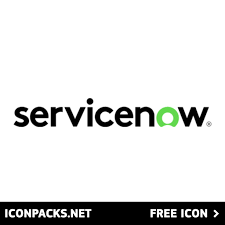 servicenow®
ICONPACKS.NET
FREE ICON >